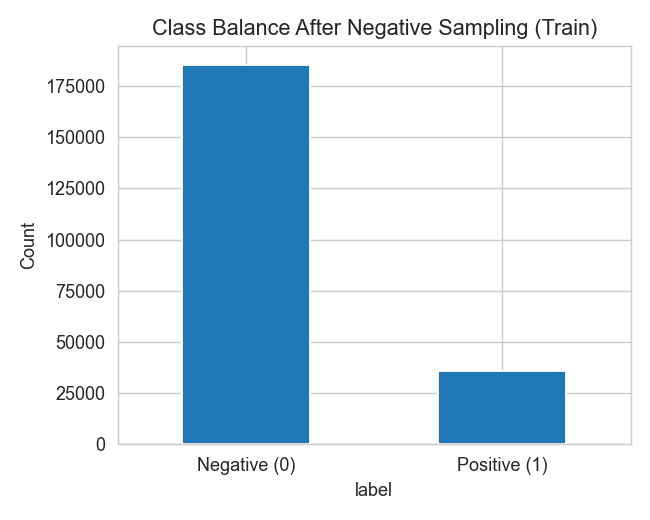 Class Balance After Negative Sampling (Train)
175000
150000
125000
100000
75000
50000
25000
0
Count
Negative (0)
Positive (1)
label